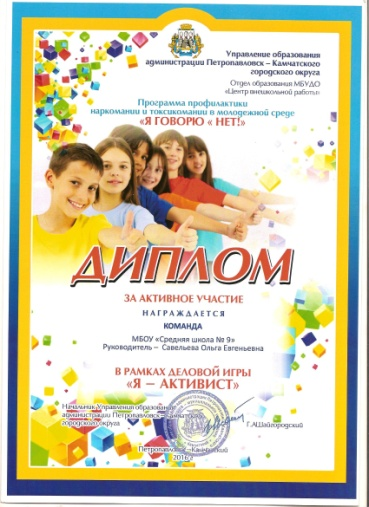 Управление образования
администрации Петропавловск – Камчатского
городского округа
Отдел образования МБУДО
«Центр внешкольной работы»
Программа профилактики
наркомании и токсикомании в молодежной среде
«Я ГОВОРЮ « НЕТ!»
ДИПЛОМ
ЗА АКТИВНОЕ УЧАСТИЕ
НАГРАЖДАЕТСЯ
КОМАНДА
МБОУ «Средняя школа № 9»
Руководитель – Савельева Ольга Евгеньевна
В РАМКАХ ДЕЛОВОЙ ИГРЫ
«Я – АКТИВИСТ»
Начальник Управления образования
администрации Петропавловск – Камчатского
городского округа
Г.А.Шайгородский
Петропавловск – Камчатский
2016 г